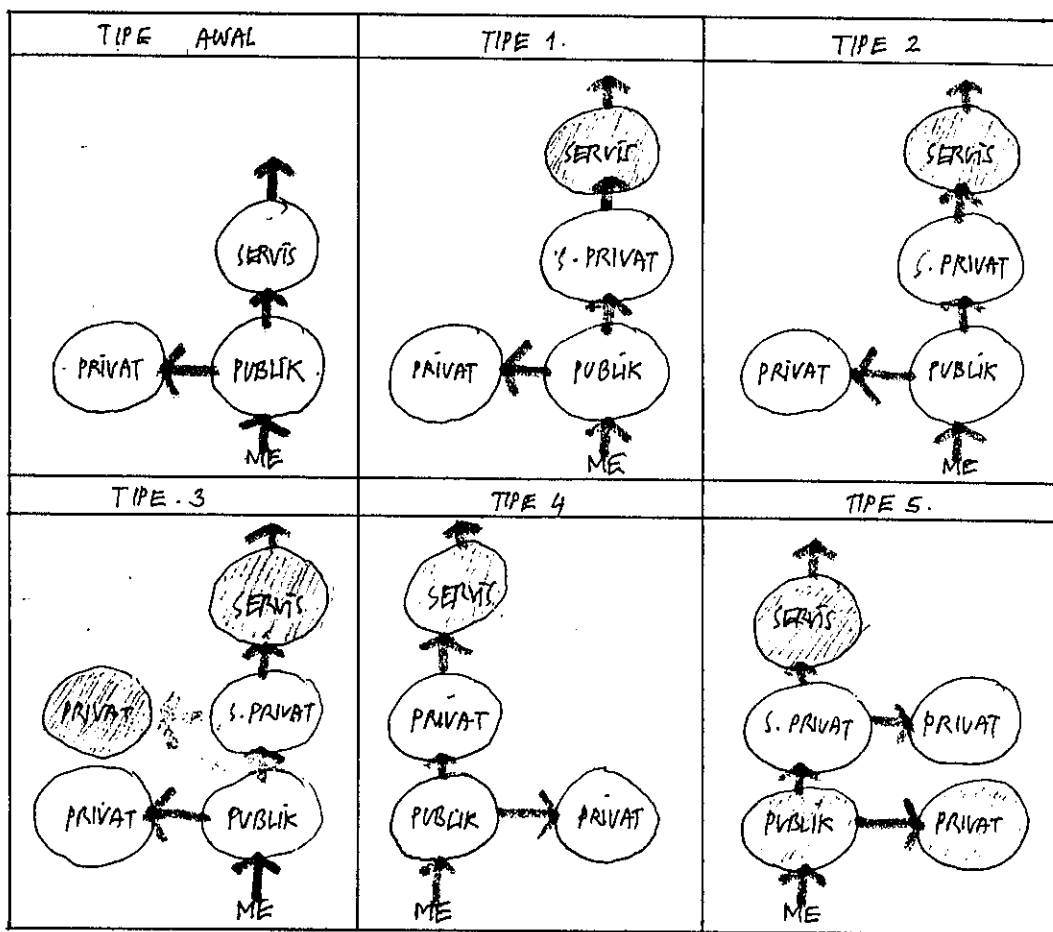 TIPE AWAL
SERVIS
PRIVAT PUBLIK
ME
TIPE 1.
SERVIS
S. PRIVAT
PRIVAT PUBLIK
ME
TIPE 2
SERVIS
S. PRIVAT
PRIVAT PUBLIK
ME
TIPE . 3
SERVIS
PRIVAT S. PRIVAT
PRIVAT PUBLIK
ME
TIPE 4
SERVIS
PRIVAT
PUBLIK PRIVAT
ME
TIPE 5.
SERVIS
S. PRIVAT PRIVAT
PUBLIK PRIVAT
ME